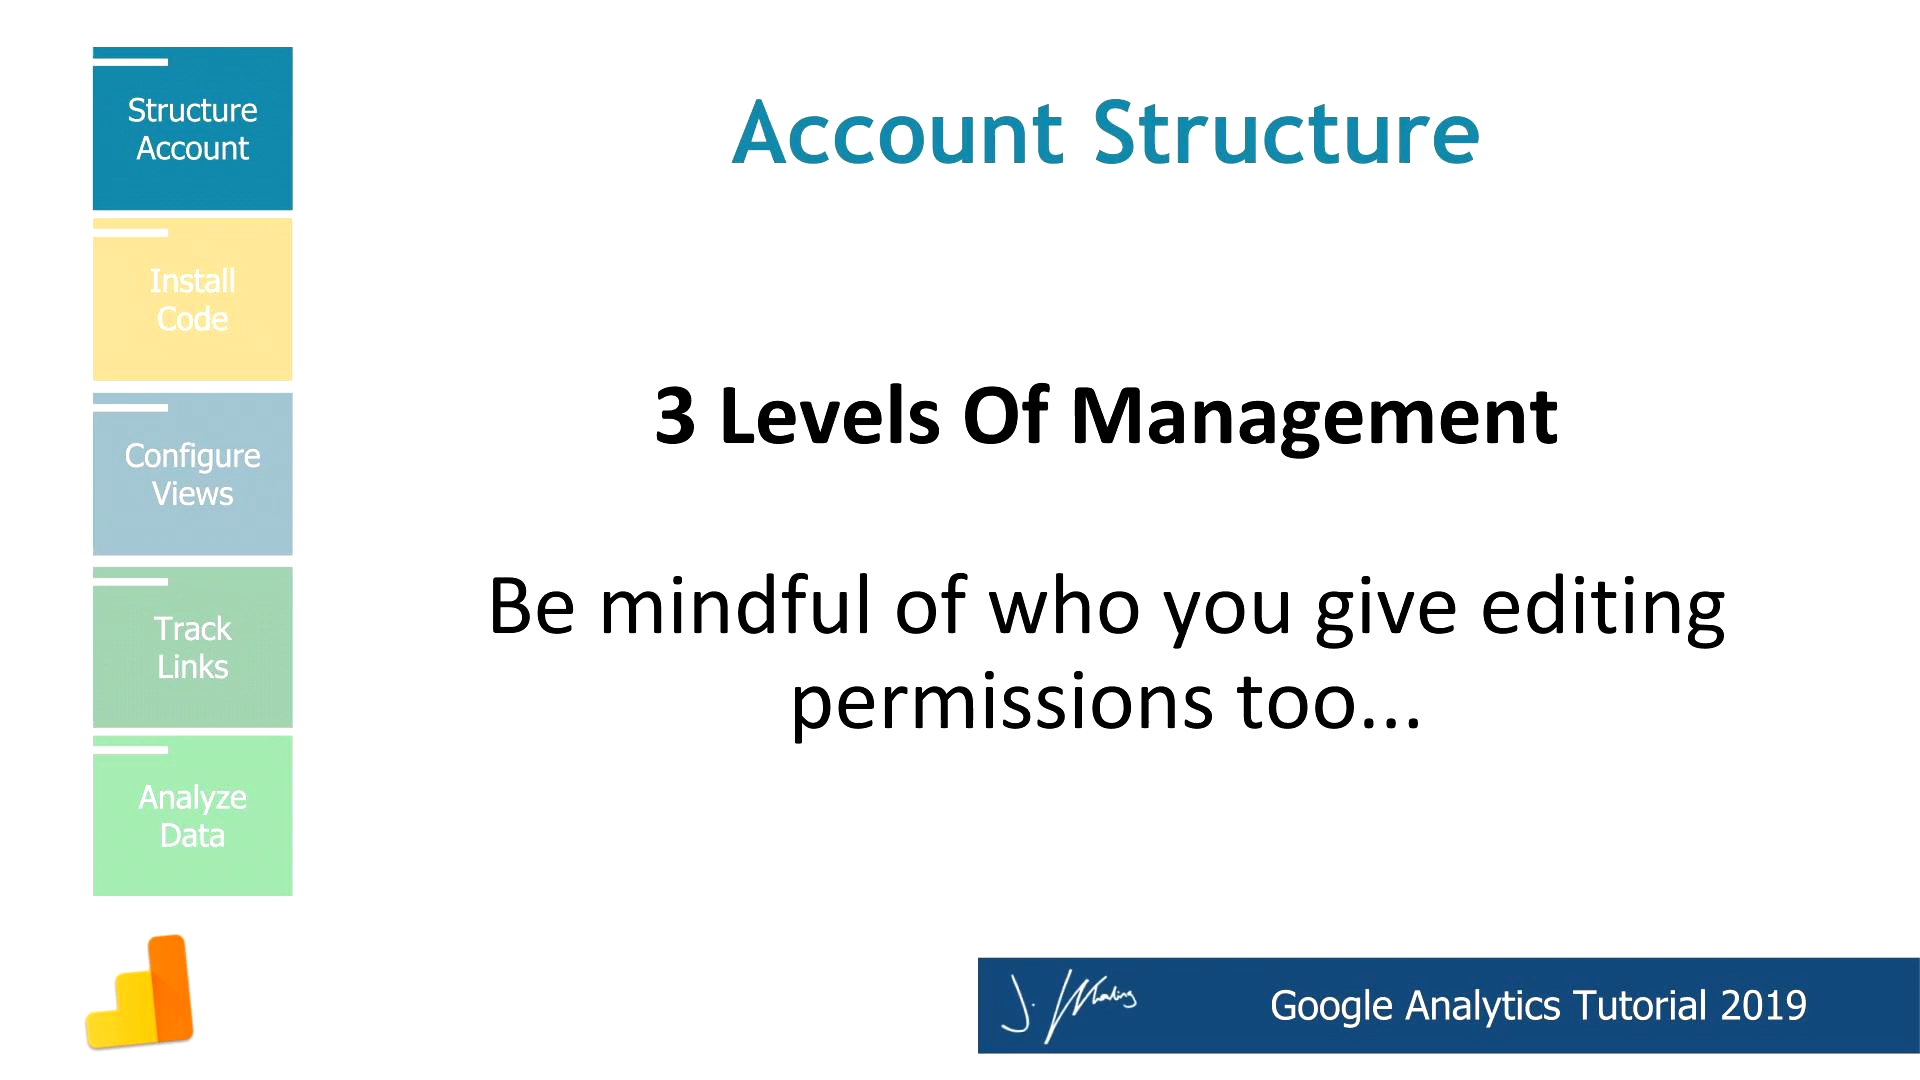 Structure
Account
Install
Code
Configure
Views
Track
Links
Analyze
Data
Account Structure
3 Levels Of Management
Be mindful of who you give editing
permissions too...
Google Analytics Tutorial 2019